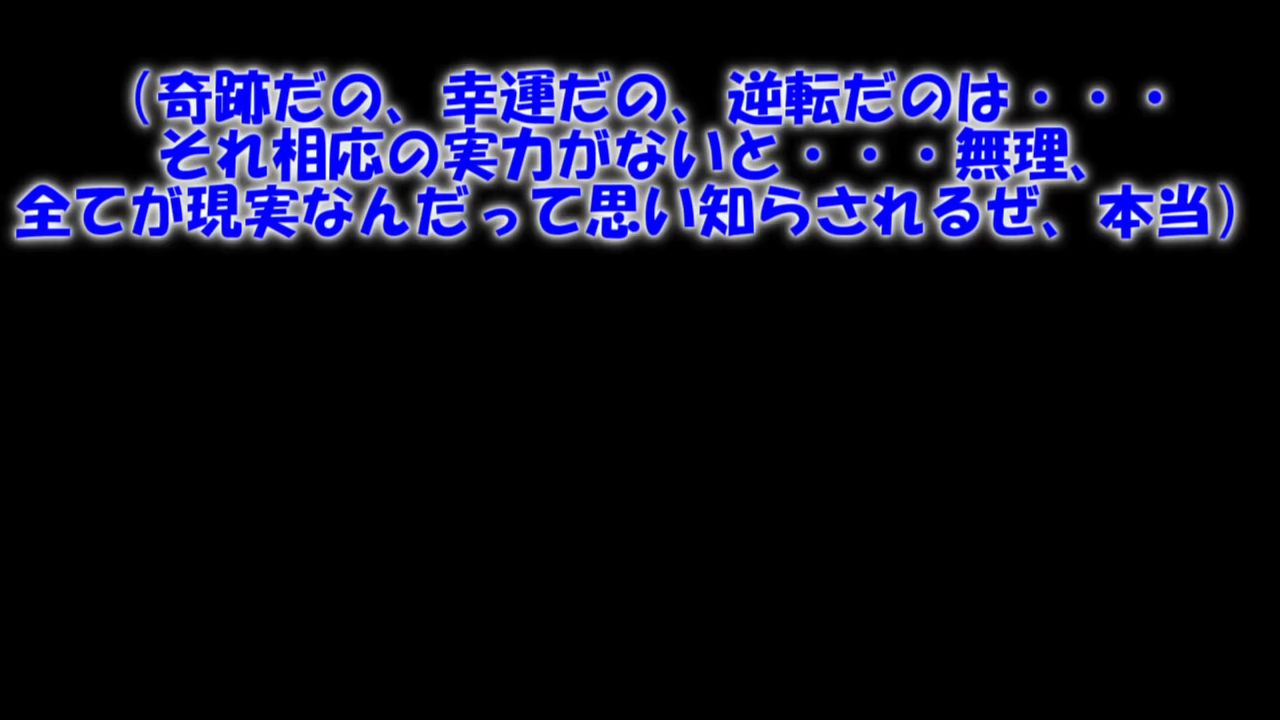 （奇跡だの、幸運だの、逆転だのは・・・
それ相応の実力がないと・・・無理、
全てが現実なんだって思い知らされるぜ、本当）